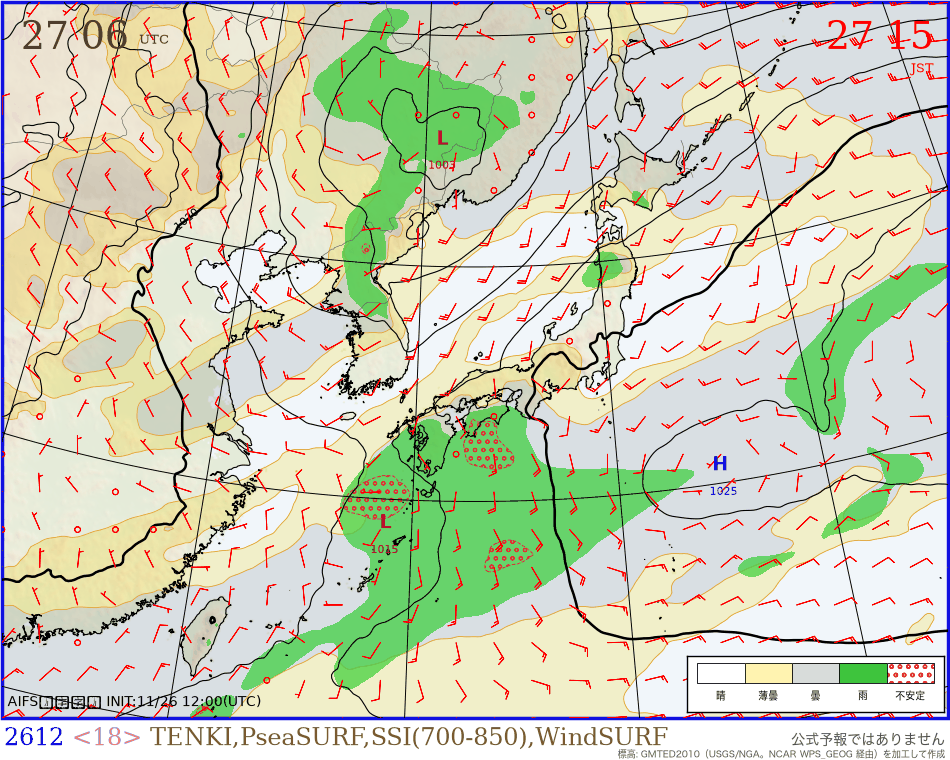 27 06 UTC
27 15
JST
L
1003
1020
H
1025
L
1015
晴 薄曇 曇 雨 不安定
AIFS INIT:11/26 12:00(UTC)
2612 <18> TENKI,PseaSURF,SSI(700-850),WindSURF
公式予報ではありません
標高: GMTED2010（USGS/NGA。NCAR WPS_GEOG 経由）を加工して作成